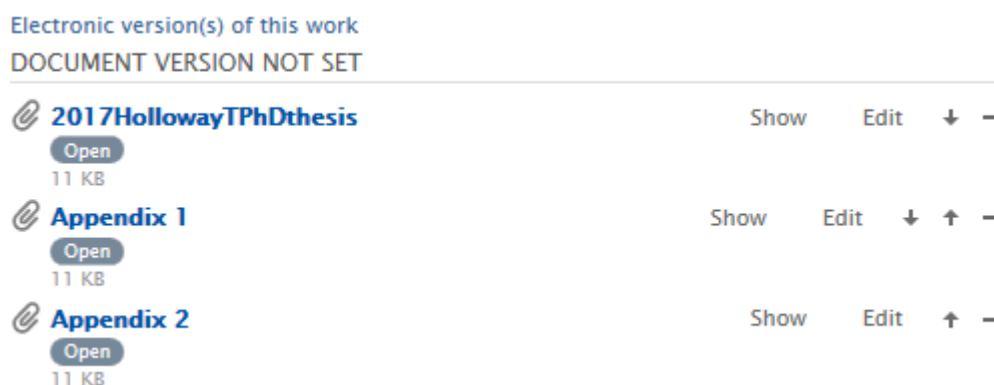 Electronic version(s) of this work
DOCUMENT VERSION NOT SET
2017HollowayTPhDthesis Show Edit
Open
11 KB
Appendix 1 Show Edit
Open
11 KB
Appendix 2 Show Edit
Open
11 KB